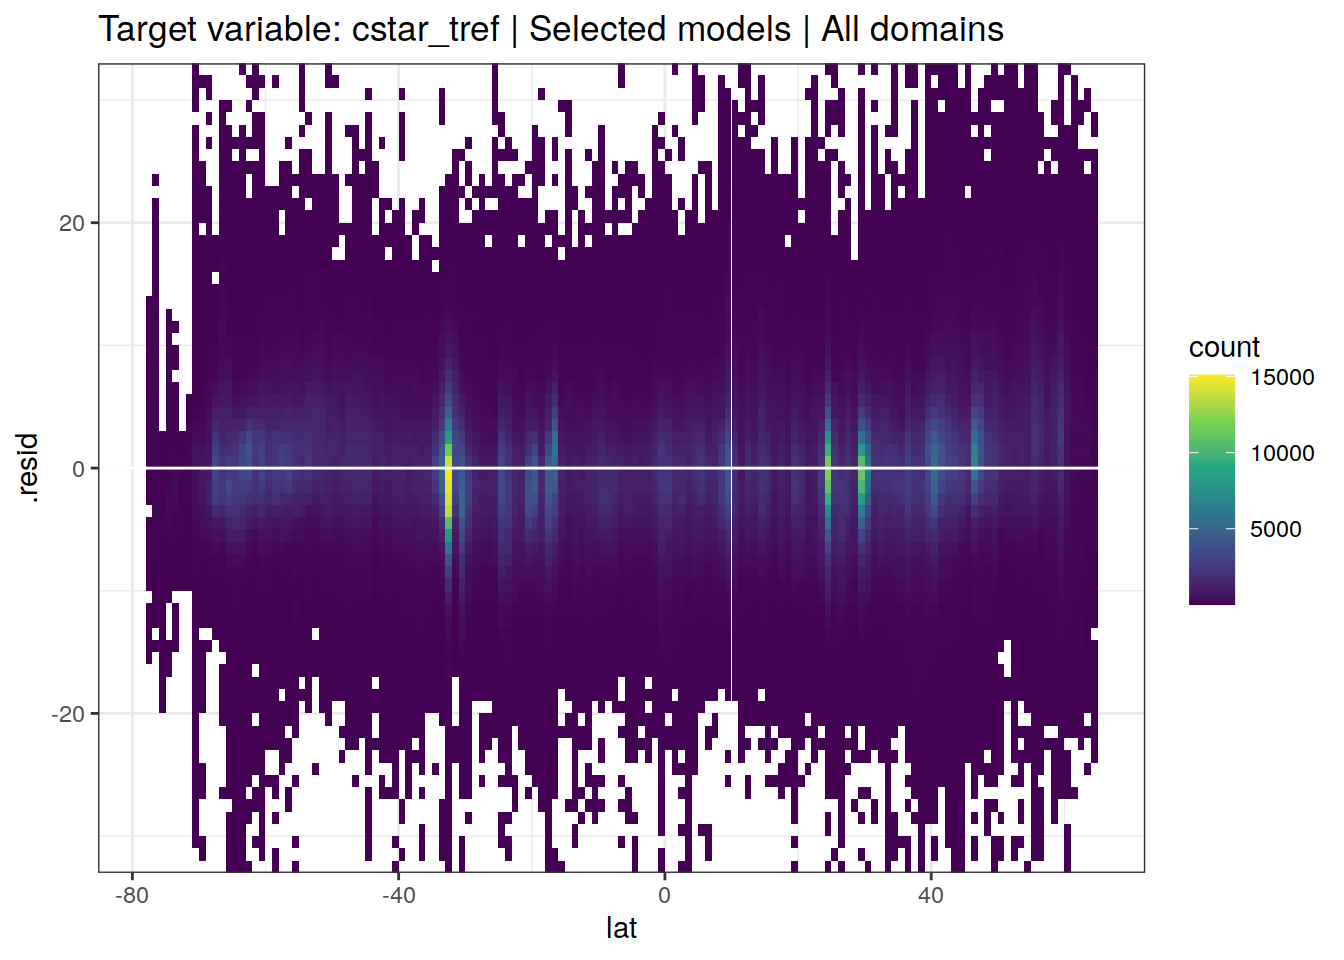 Target variable: cstar_tref | Selected models | All domains
.resid
20
0
-20
-80
-40
0
40
lat
count
15000
10000
5000